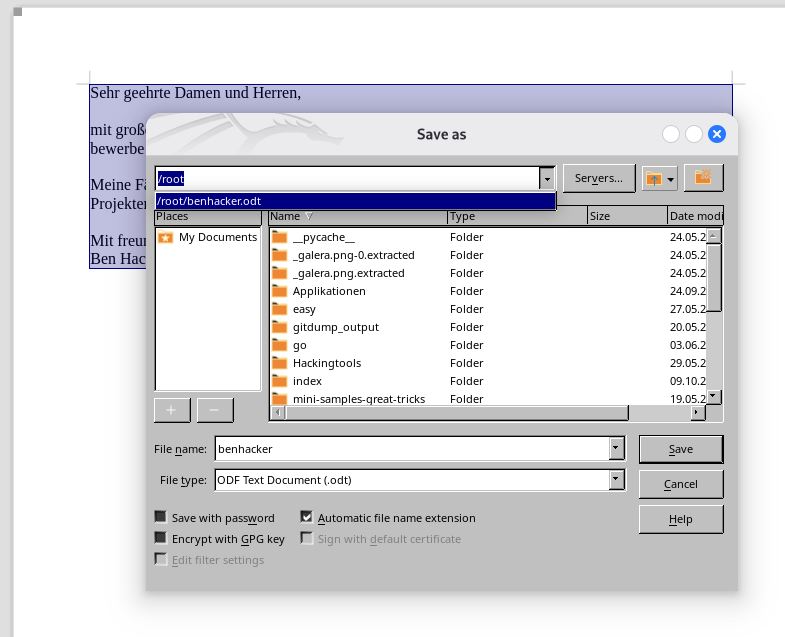 Sehr geehrte Damen und Herren,
mit groß
bewerbe
Meine Fä
Projekter
Mit freun
Ben Hac
Save as
/root
Servers...
/root/benhacker.odt
Places
Name
Type
Size
Date modi
My Documents
__pycache__ Folder 24.05.2
_galera.png-0.extracted Folder 24.05.2
_galera.png.extracted Folder 24.05.2
Applikationen Folder 24.09.2
easy Folder 27.05.2
gitdump_output Folder 20.05.2
go Folder 03.06.2
Hackingtools Folder 29.05.2
index Folder 09.10.2
mini-samples-great-tricks Folder 19.05.2
File name: benhacker Save
File type: ODF Text Document (.odt) Cancel
Help
Save with password Automatic file name extension
Encrypt with GPG key Sign with default certificate
Edit filter settings